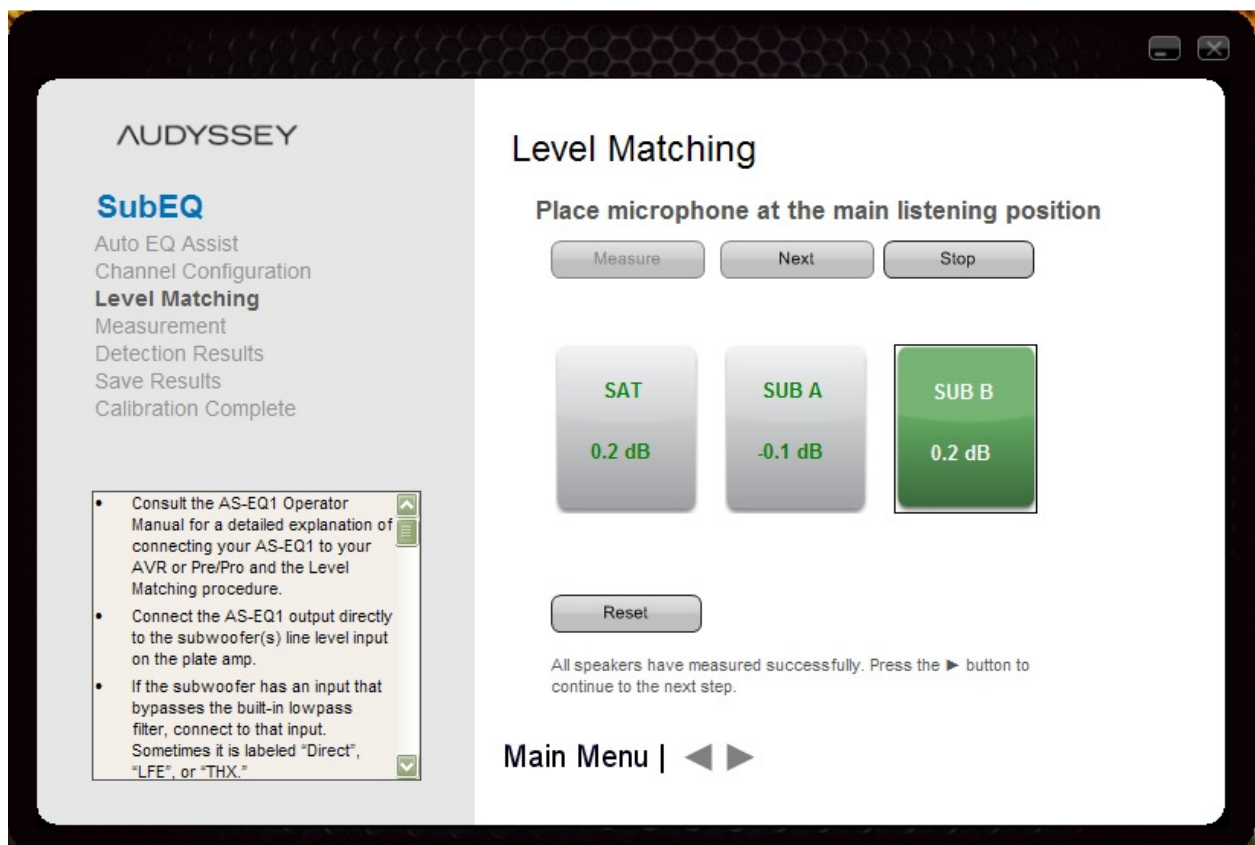 AUDYSSEY
SubEQ
Auto EQ Assist
Channel Configuration
Level Matching
Measurement
Detection Results
Save Results
Calibration Complete
• Consult the AS-EQ1 Operator
Manual for a detailed explanation of
connecting your AS-EQ1 to your
AVR or Pre/Pro and the Level
Matching procedure.
• Connect the AS-EQ1 output directly
to the subwoofer(s) line level input
on the plate amp.
• If the subwoofer has an input that
bypasses the built-in lowpass
filter, connect to that input.
Sometimes it is labeled “Direct”,
“LFE”, or “THX.”
Level Matching
Place microphone at the main listening position
Measure Next Stop
SAT SUB A SUB B
0.2 dB -0.1 dB 0.2 dB
Reset
All speakers have measured successfully. Press the ► button to
continue to the next step.
Main Menu | ◄ ►